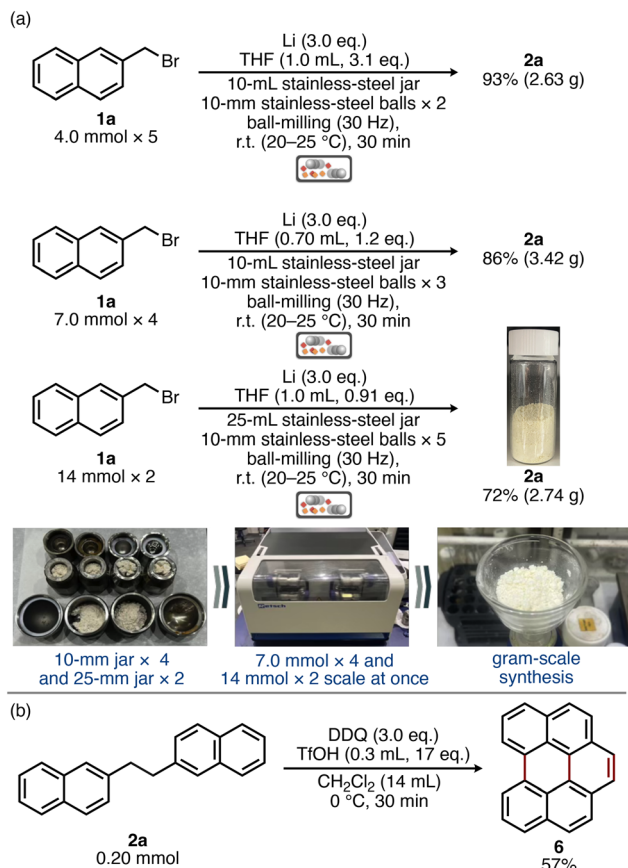 (a)
Br
1a
4.0 mmol × 5
Li (3.0 eq.)
THF (1.0 mL, 3.1 eq.)
10-mL stainless-steel jar
10-mm stainless-steel balls × 2
ball-milling (30 Hz),
r.t. (20–25 °C), 30 min
2a
93% (2.63 g)
Br
1a
7.0 mmol × 4
Li (3.0 eq.)
THF (0.70 mL, 1.2 eq.)
10-mL stainless-steel jar
10-mm stainless-steel balls × 3
ball-milling (30 Hz),
r.t. (20–25 °C), 30 min
2a
86% (3.42 g)
Br
1a
14 mmol × 2
Li (3.0 eq.)
THF (1.0 mL, 0.91 eq.)
25-mL stainless-steel jar
10-mm stainless-steel balls × 5
ball-milling (30 Hz),
r.t. (20–25 °C), 30 min
2a
72% (2.74 g)
10-mm jar × 4
and 25-mm jar × 2
7.0 mmol × 4 and
14 mmol × 2 scale at once
gram-scale
synthesis
(b)
2a
0.20 mmol
DDQ (3.0 eq.)
TfOH (0.3 mL, 17 eq.)
CH₂Cl₂ (14 mL)
0 °C, 30 min
6
57%